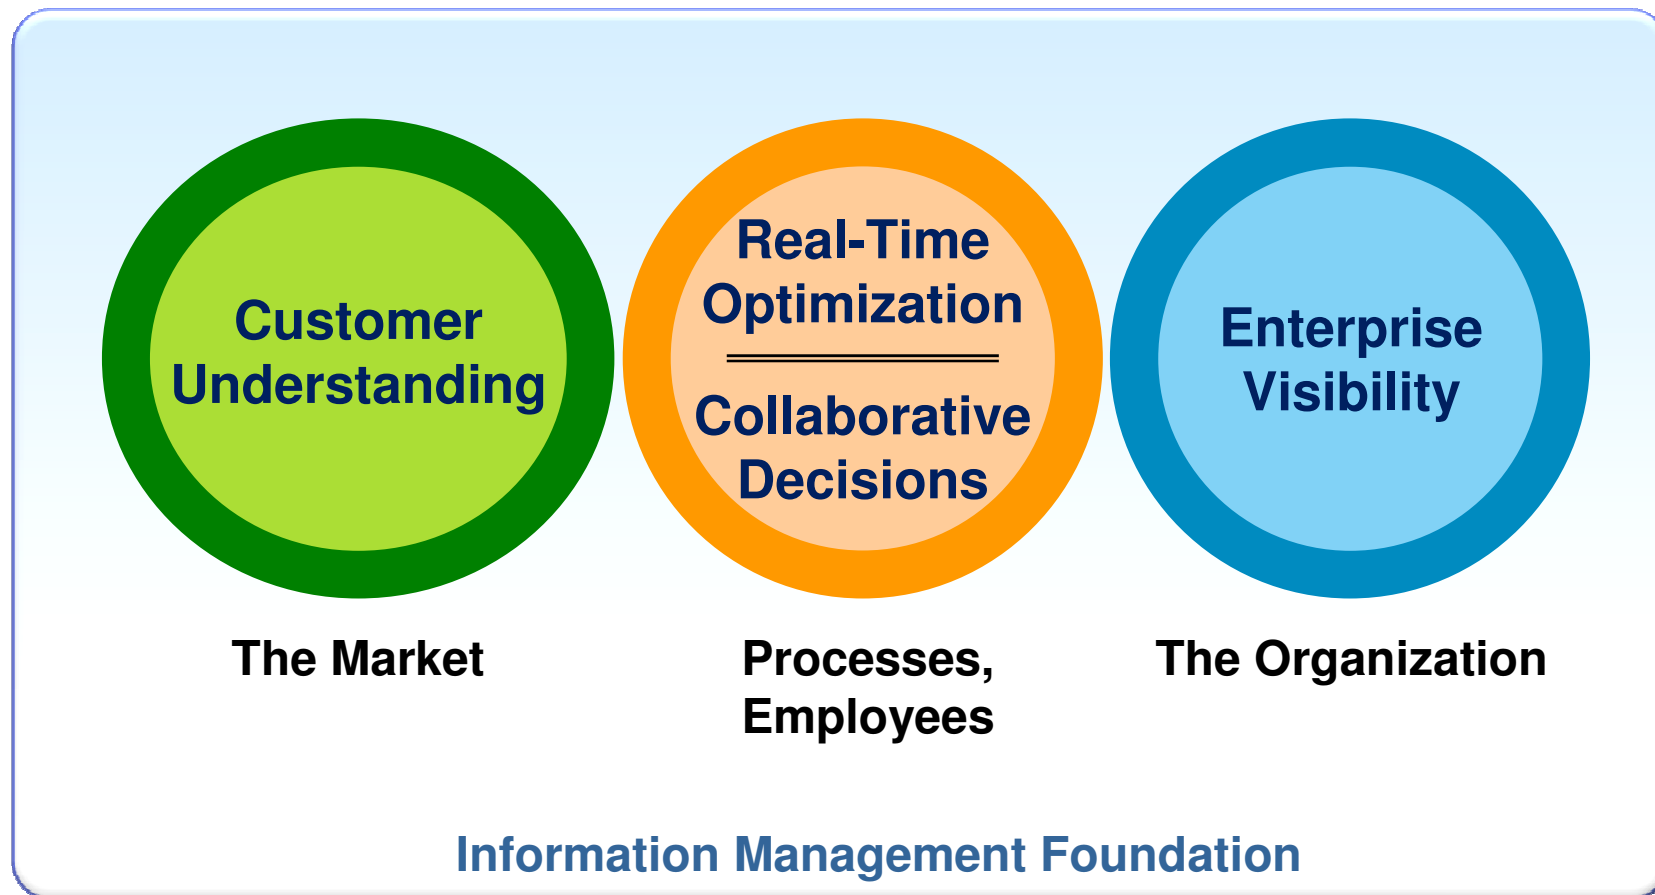 Customer
Understanding
Real-Time
Optimization
Collaborative
Decisions
Enterprise
Visibility
The Market
Processes,
Employees
The Organization
Information Management Foundation